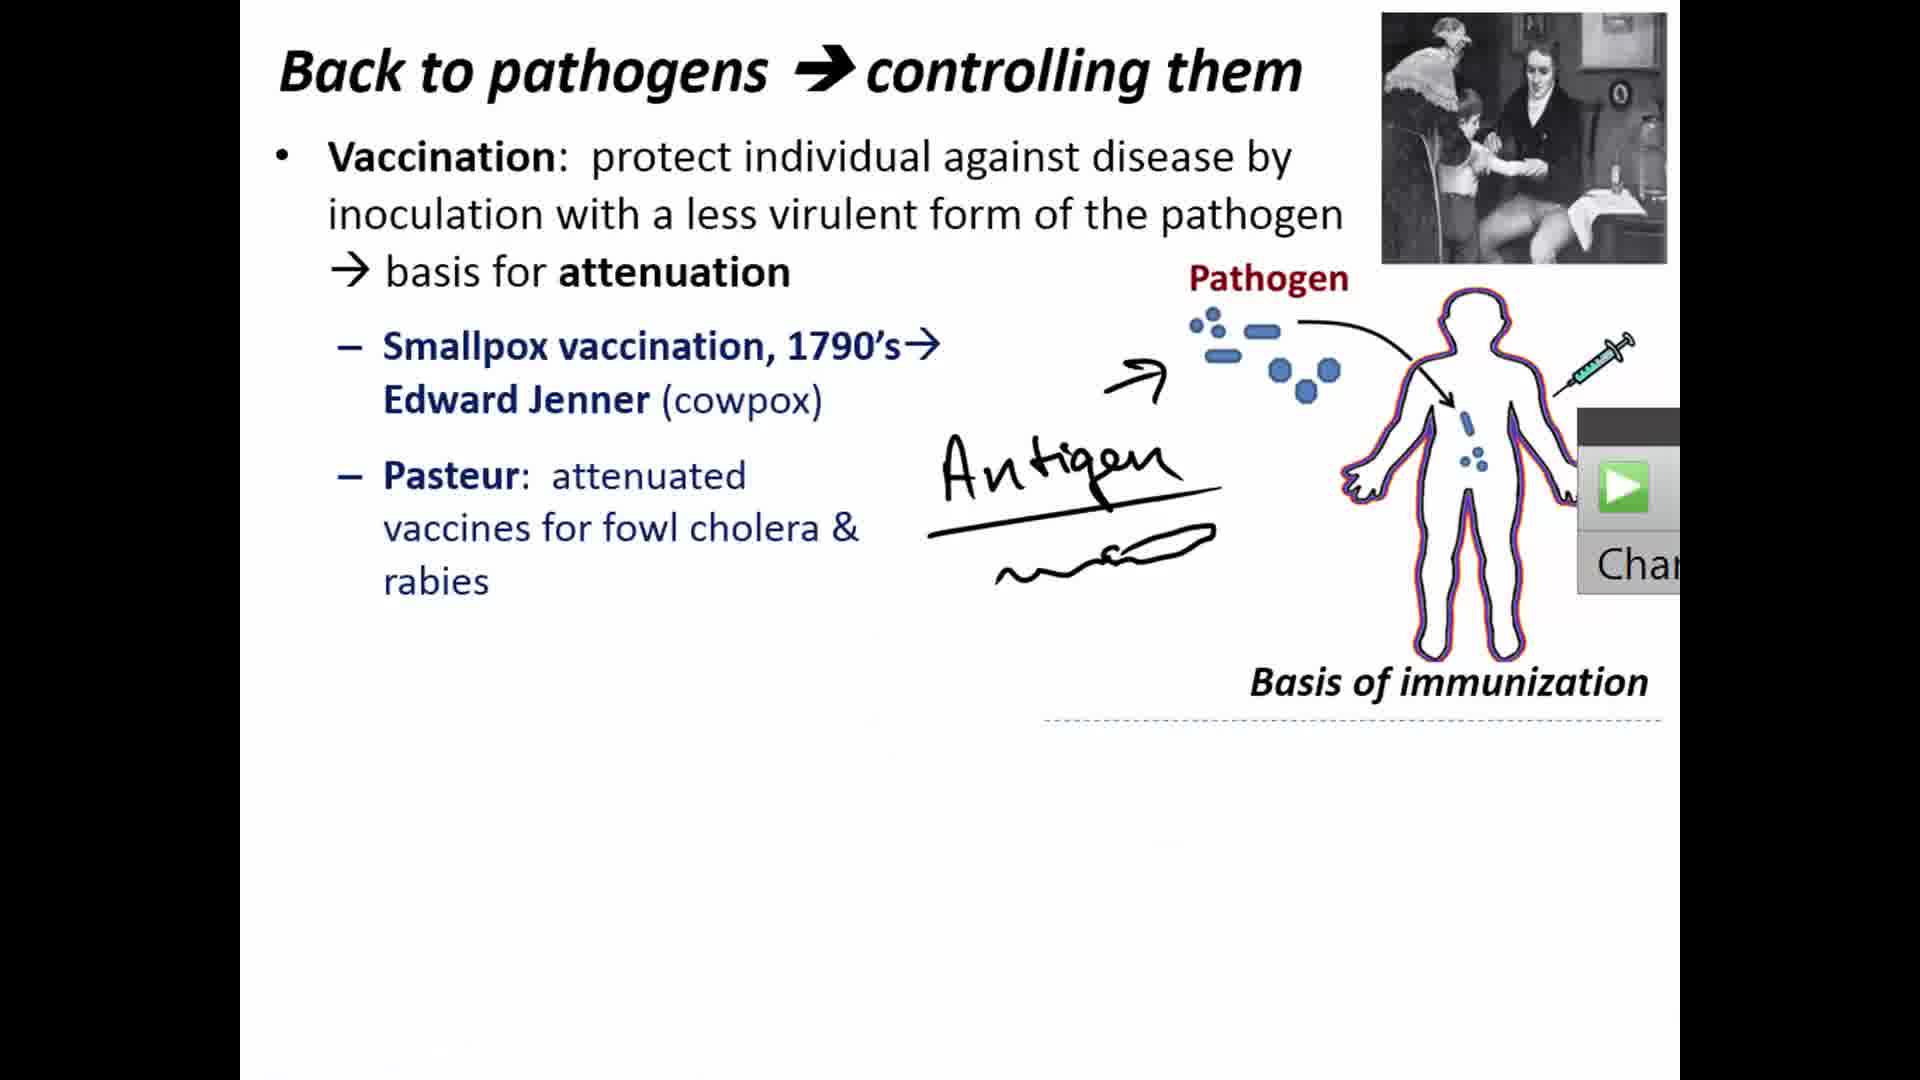 Back to pathogens → controlling them
• Vaccination: protect individual against disease by
inoculation with a less virulent form of the pathogen
→ basis for attenuation
– Smallpox vaccination, 1790’s→
Edward Jenner (cowpox)
– Pasteur: attenuated
vaccines for fowl cholera &
rabies
Pathogen
Antigen
Char
Basis of immunization